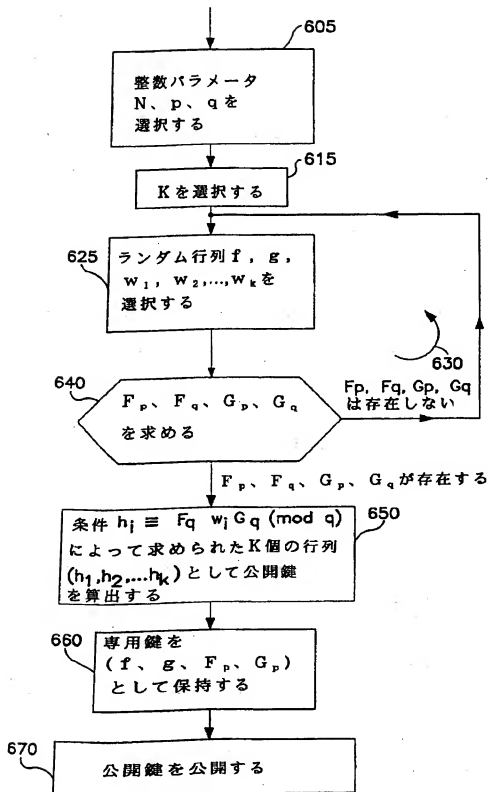 605
整数パラメータ
N、p、qを
選択する
615
Kを選択する
625
ランダム行列f，g，
w₁，w₂,...,wₖを
選択する
630
640
Fₚ、F_q、Gₚ、G_q
を求める
Fp, Fq, Gp, Gq
は存在しない
Fₚ、F_q、Gₚ、G_qが存在する
650
条件 hᵢ ≡ Fq wᵢ Gq (mod q)
によって求められたK個の行列
(h₁,h₂,...hₖ)として公開鍵
を算出する
660
専用鍵を
(f、g、Fₚ、Gₚ)
として保持する
670
公開鍵を公開する